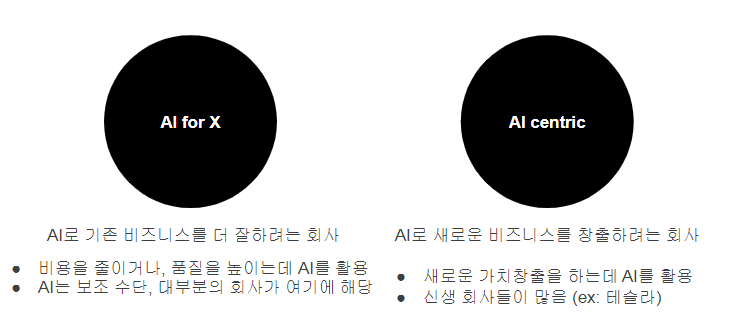 AI for X
AI centric
AI로 기존 비즈니스를 더 잘하려는 회사
● 비용을 줄이거나, 품질을 높이는데 AI를 활용
● AI는 보조 수단, 대부분의 회사가 여기에 해당
AI로 새로운 비즈니스를 창출하려는 회사
● 새로운 가치창출을 하는데 AI를 활용
● 신생 회사들이 많음 (ex: 테슬라)